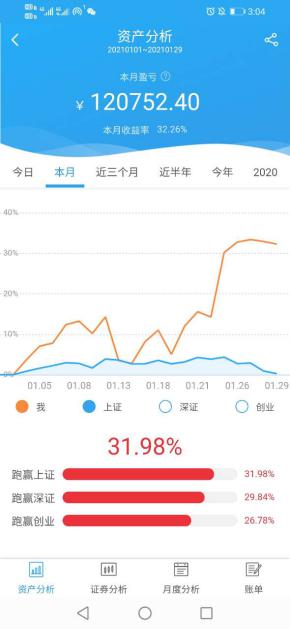 3:04
资产分析
20210101~20210129
本月盈亏 ?
¥ 120752.40
本月收益率 32.26%
今日 本月 近三个月 近半年 今年 2020
40%
30%
20%
10%
0%
01.05 01.08 01.13 01.18 01.21 01.26 01.29
我 上证 深证 创业
31.98%
跑赢上证 31.98%
跑赢深证 29.84%
跑赢创业 26.78%
资产分析 证券分析 月度分析 账单